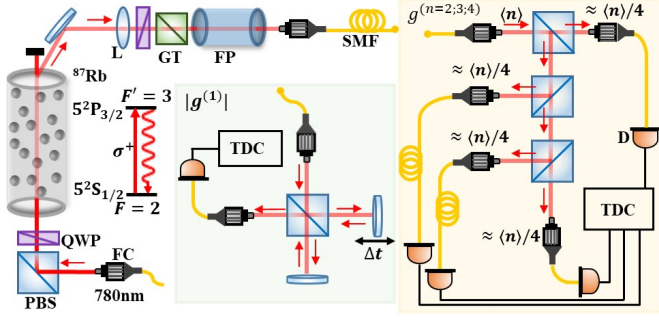 L
GT
FP
SMF
⁸⁷Rb
5²P₃/₂
F′ = 3
σ⁺
5²S₁/₂
F = 2
QWP
FC
PBS
780nm
|g⁽¹⁾|
TDC
Δt
g⁽ⁿ⁼²;³;⁴⁾
⟨n⟩
≈ ⟨n⟩/4
≈ ⟨n⟩/4
≈ ⟨n⟩/4
D
TDC
≈ ⟨n⟩/4